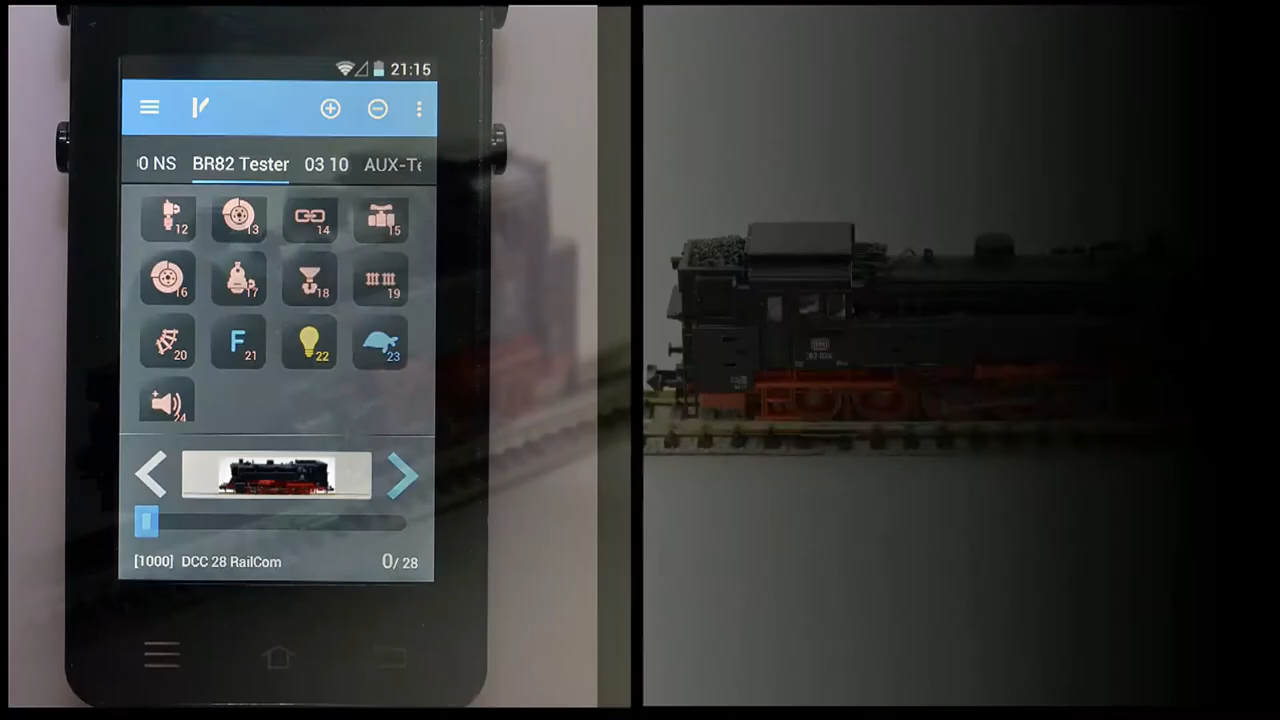 21:15
0 NS BR82 Tester 03 10 AUX-Te
12 13 14 15
16 17 18 19
20 F 21 22 23
24
[1000] DCC 28 RailCom 0/ 28